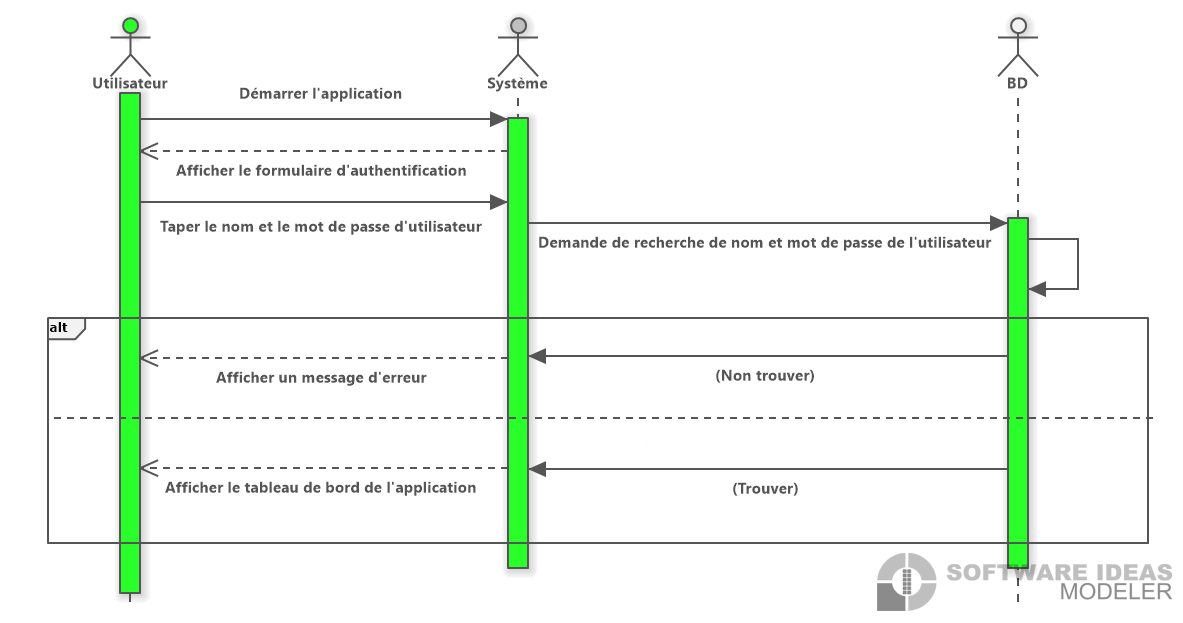 Utilisateur
Système
BD
Démarrer l'application
Afficher le formulaire d'authentification
Taper le nom et le mot de passe d'utilisateur
Demande de recherche de nom et mot de passe de l'utilisateur
alt
Afficher un message d'erreur
(Non trouver)
Afficher le tableau de bord de l'application
(Trouver)
SOFTWARE IDEAS
MODELER